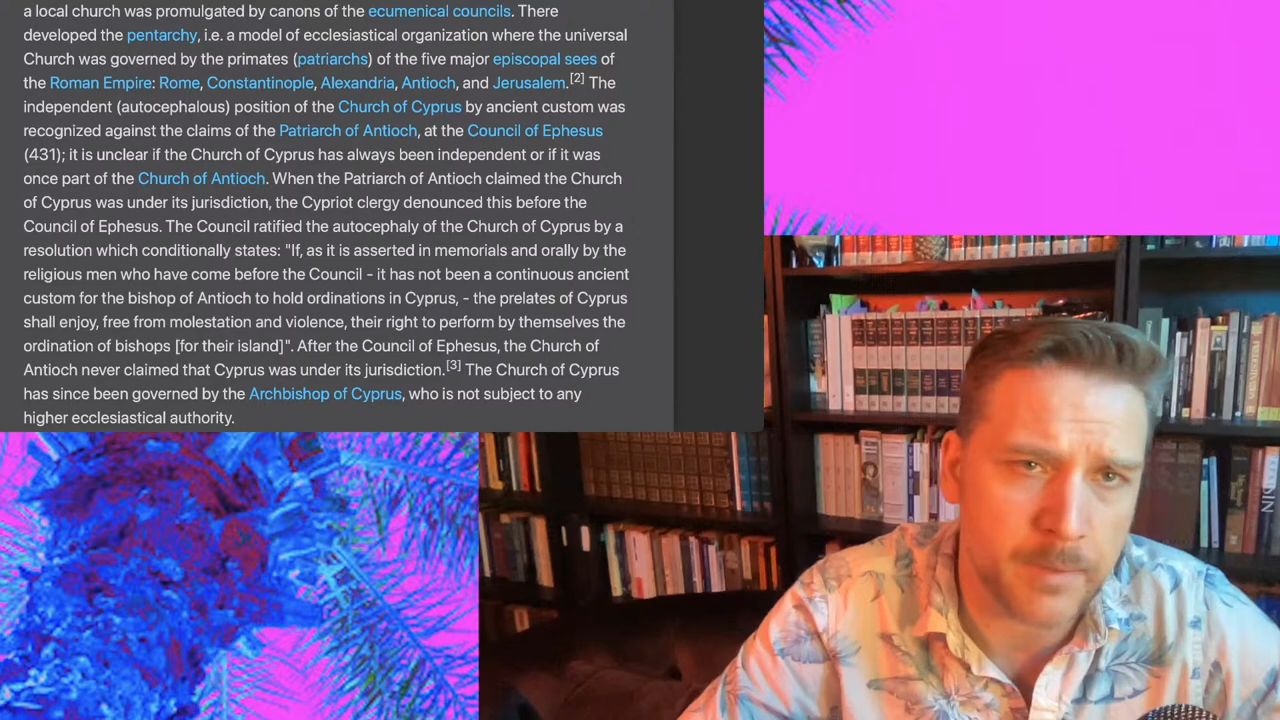 a local church was promulgated by canons of the ecumenical councils. There
developed the pentarchy, i.e. a model of ecclesiastical organization where the universal
Church was governed by the primates (patriarchs) of the five major episcopal sees of
the Roman Empire: Rome, Constantinople, Alexandria, Antioch, and Jerusalem.[2] The
independent (autocephalous) position of the Church of Cyprus by ancient custom was
recognized against the claims of the Patriarch of Antioch, at the Council of Ephesus
(431); it is unclear if the Church of Cyprus has always been independent or if it was
once part of the Church of Antioch. When the Patriarch of Antioch claimed the Church
of Cyprus was under its jurisdiction, the Cypriot clergy denounced this before the
Council of Ephesus. The Council ratified the autocephaly of the Church of Cyprus by a
resolution which conditionally states: "If, as it is asserted in memorials and orally by the
religious men who have come before the Council - it has not been a continuous ancient
custom for the bishop of Antioch to hold ordinations in Cyprus, - the prelates of Cyprus
shall enjoy, free from molestation and violence, their right to perform by themselves the
ordination of bishops [for their island]". After the Council of Ephesus, the Church of
Antioch never claimed that Cyprus was under its jurisdiction.[3] The Church of Cyprus
has since been governed by the Archbishop of Cyprus, who is not subject to any
higher ecclesiastical authority.